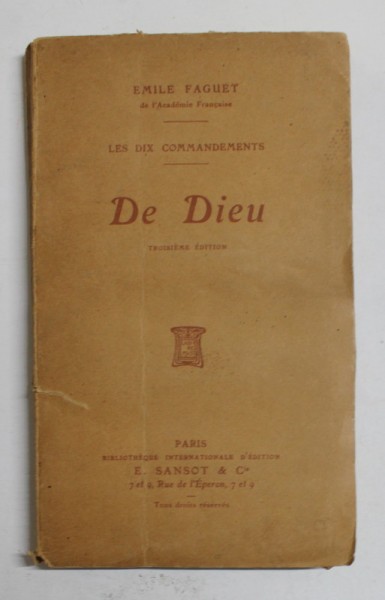 EMILE FAGUET
de l'Académie Française
LES DIX COMMANDEMENTS
De Dieu
TROISIÈME ÉDITION
PARIS
BIBLIOTHÈQUE INTERNATIONALE D'ÉDITION
E. SANSOT & Cie
7 et 9, Rue de l'Éperon, 7 et 9
Tous droits réservés